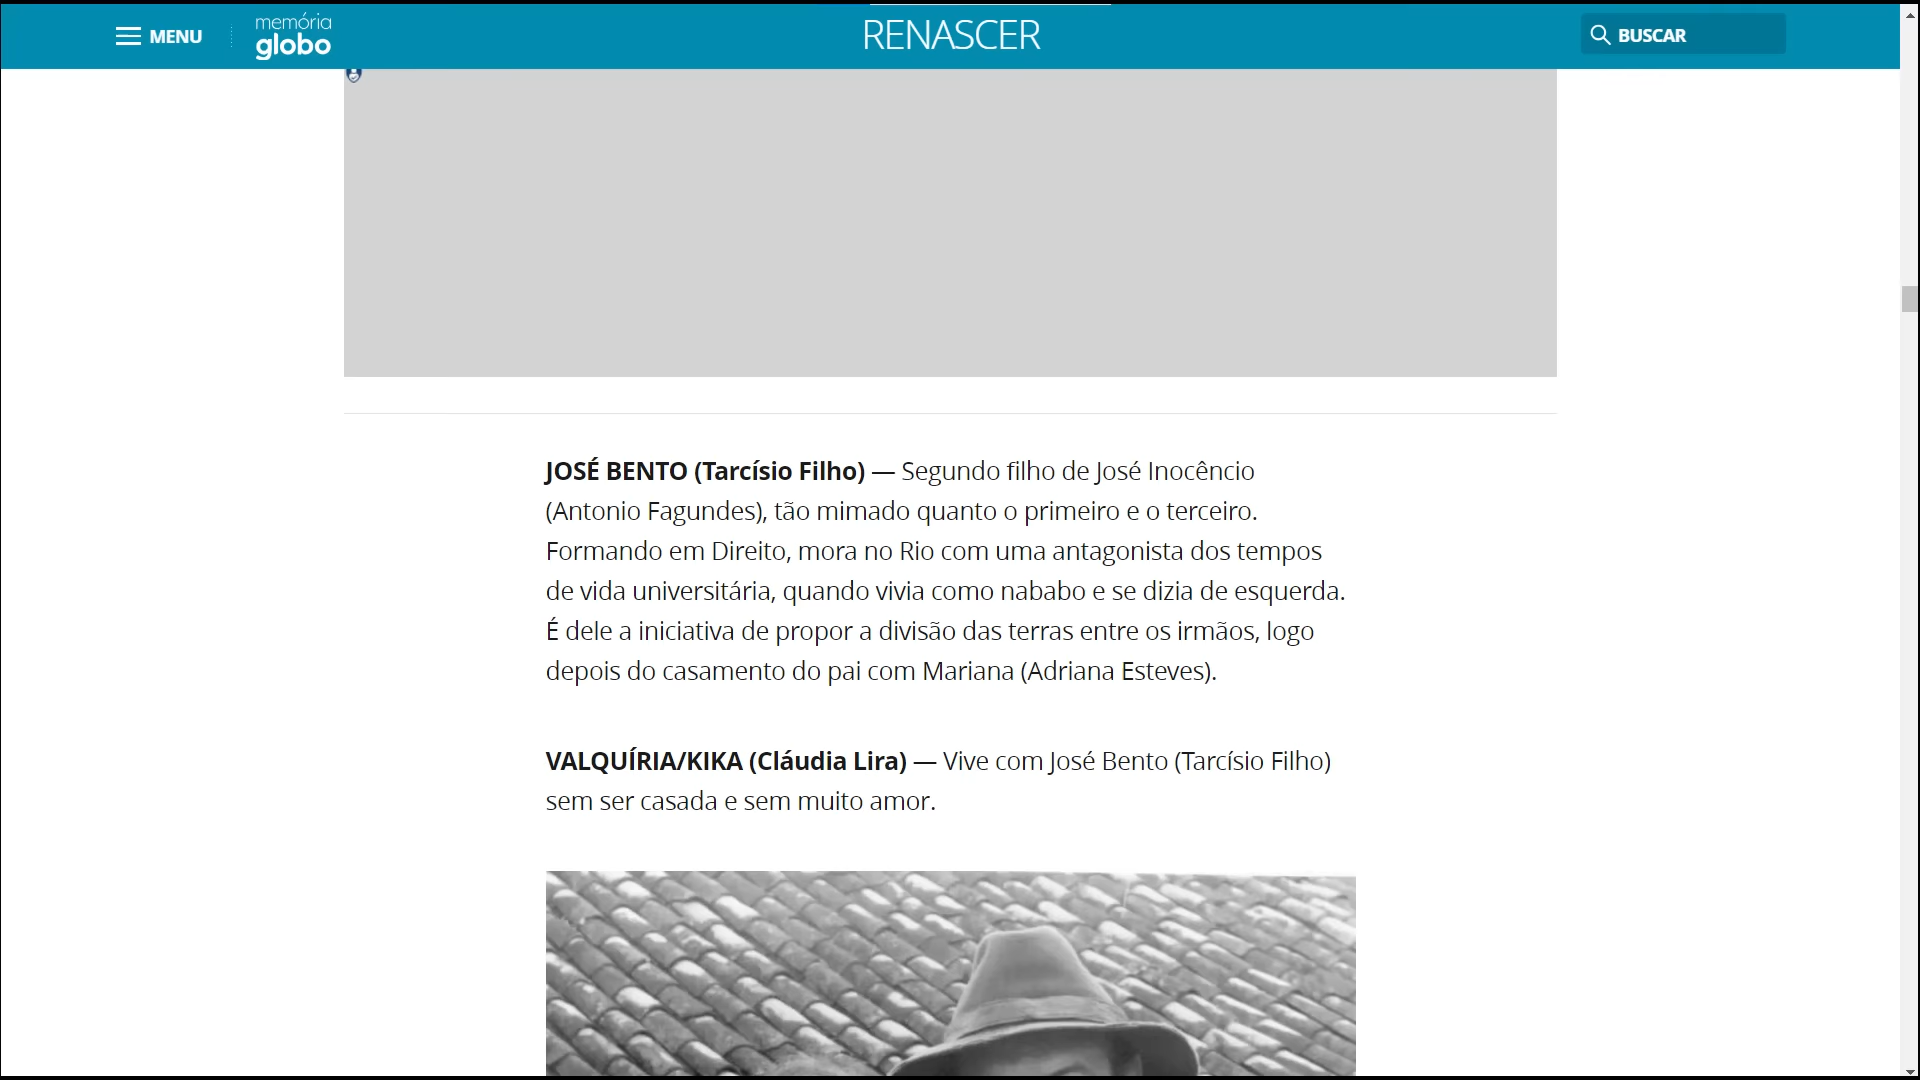 MENU
memória
globo
RENASCER
BUSCAR
JOSÉ BENTO (Tarcísio Filho) — Segundo filho de José Inocêncio
(Antonio Fagundes), tão mimado quanto o primeiro e o terceiro.
Formando em Direito, mora no Rio com uma antagonista dos tempos
de vida universitária, quando vivia como nababo e se dizia de esquerda.
É dele a iniciativa de propor a divisão das terras entre os irmãos, logo
depois do casamento do pai com Mariana (Adriana Esteves).
VALQUÍRIA/KIKA (Cláudia Lira) — Vive com José Bento (Tarcísio Filho)
sem ser casada e sem muito amor.